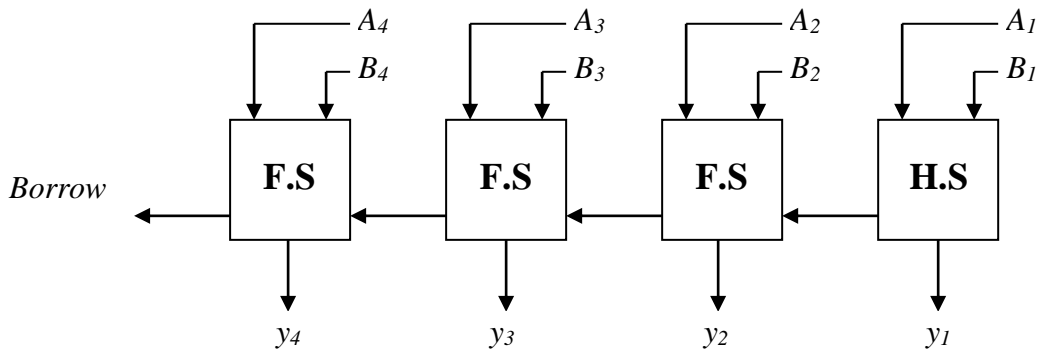 A4 A3 A2 A1
B4 B3 B2 B1
F.S F.S F.S H.S
Borrow
y4 y3 y2 y1